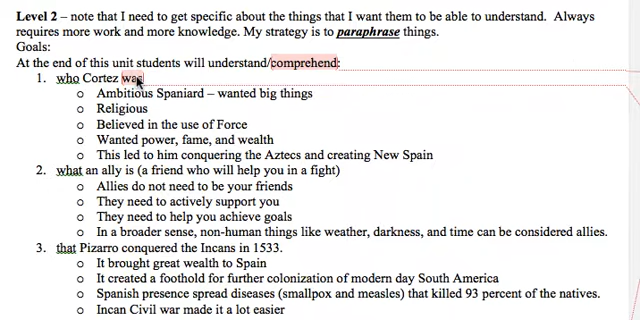 Level 2 – note that I need to get specific about the things that I want them to be able to understand.  Always
requires more work and more knowledge. My strategy is to paraphrase things.
Goals:
At the end of this unit students will understand/comprehend:
1. who Cortez was
o Ambitious Spaniard – wanted big things
o Religious
o Believed in the use of Force
o Wanted power, fame, and wealth
o This led to him conquering the Aztecs and creating New Spain
2. what an ally is (a friend who will help you in a fight)
o Allies do not need to be your friends
o They need to actively support you
o They need to help you achieve goals
o In a broader sense, non-human things like weather, darkness, and time can be considered allies.
3. that Pizarro conquered the Incans in 1533.
o It brought great wealth to Spain
o It created a foothold for further colonization of modern day South America
o Spanish presence spread diseases (smallpox and measles) that killed 93 percent of the natives.
o Incan Civil war made it a lot easier